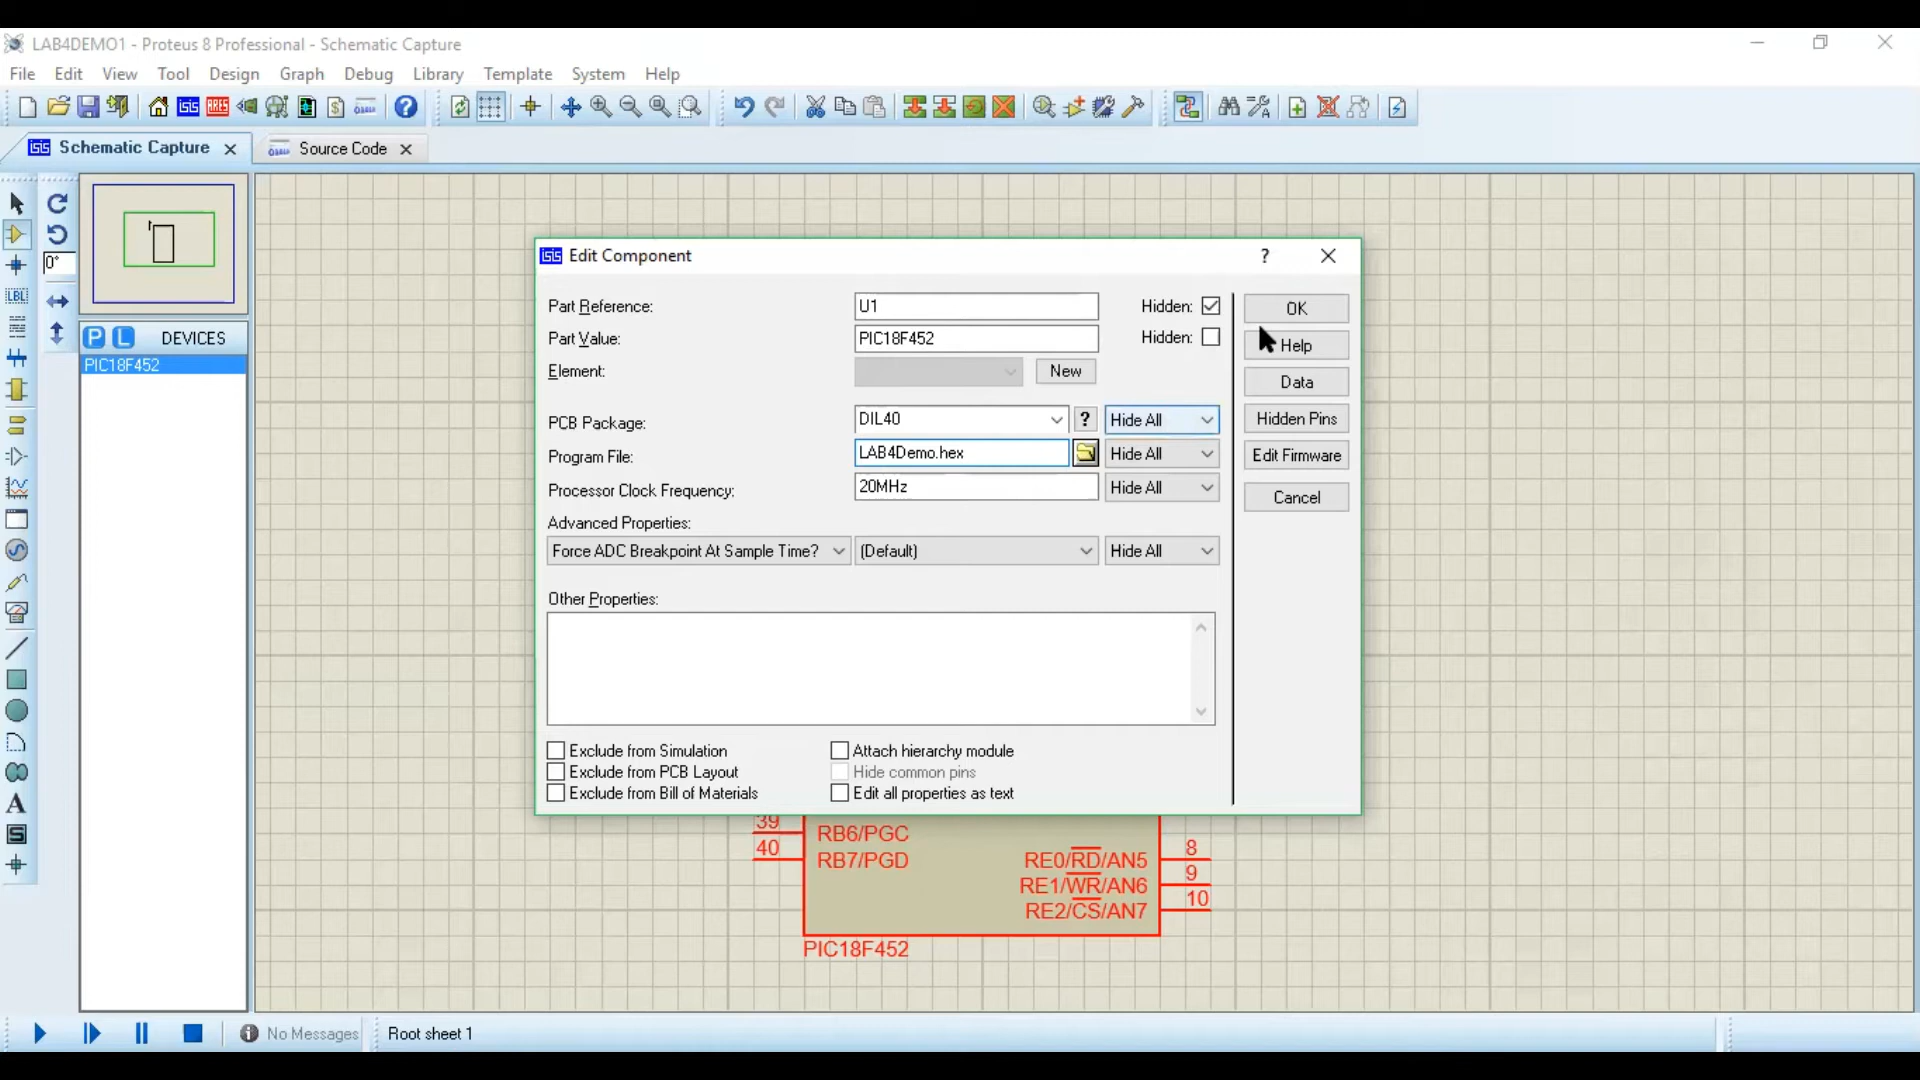 LAB4DEMO1 - Proteus 8 Professional - Schematic Capture
File Edit View Tool Design Graph Debug Library Template System Help
Schematic Capture
Source Code
0°
LBL
P L DEVICES
PIC18F452
Edit Component ?
Part Reference: U1 Hidden: OK
Part Value: PIC18F452 Hidden: Help
Element: New Data
PCB Package: DIL40 ? Hide All Hidden Pins
Program File: LAB4Demo.hex Hide All Edit Firmware
Processor Clock Frequency: 20MHz Hide All Cancel
Advanced Properties:
Force ADC Breakpoint At Sample Time? (Default) Hide All
Other Properties:
Exclude from Simulation Attach hierarchy module
Exclude from PCB Layout Hide common pins
Exclude from Bill of Materials Edit all properties as text
39 RB6/PGC
40 RB7/PGD RE0/RD/AN5 8
RE1/WR/AN6 9
RE2/CS/AN7 10
PIC18F452
No Messages Root sheet 1